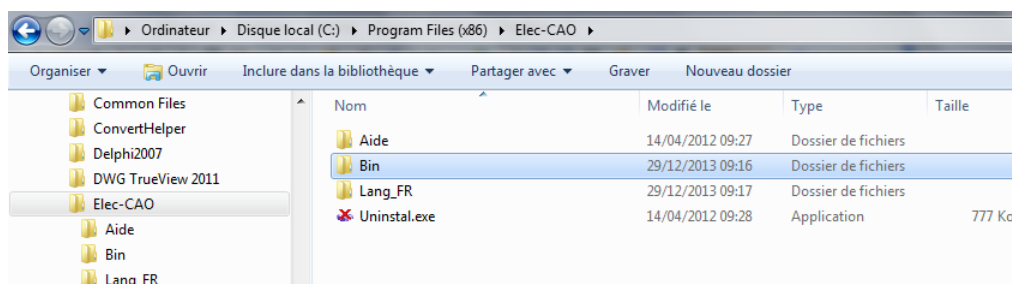 Ordinateur Disque local (C:) Program Files (x86) Elec-CAO
Organiser Ouvrir Inclure dans la bibliothèque Partager avec Graver Nouveau dossier
Common Files
ConvertHelper
Delphi2007
DWG TrueView 2011
Elec-CAO
Aide
Bin
Lang_FR
Nom Modifié le Type Taille
Aide 14/04/2012 09:27 Dossier de fichiers
Bin 29/12/2013 09:16 Dossier de fichiers
Lang_FR 29/12/2013 09:17 Dossier de fichiers
Uninstal.exe 14/04/2012 09:28 Application 777 Ko